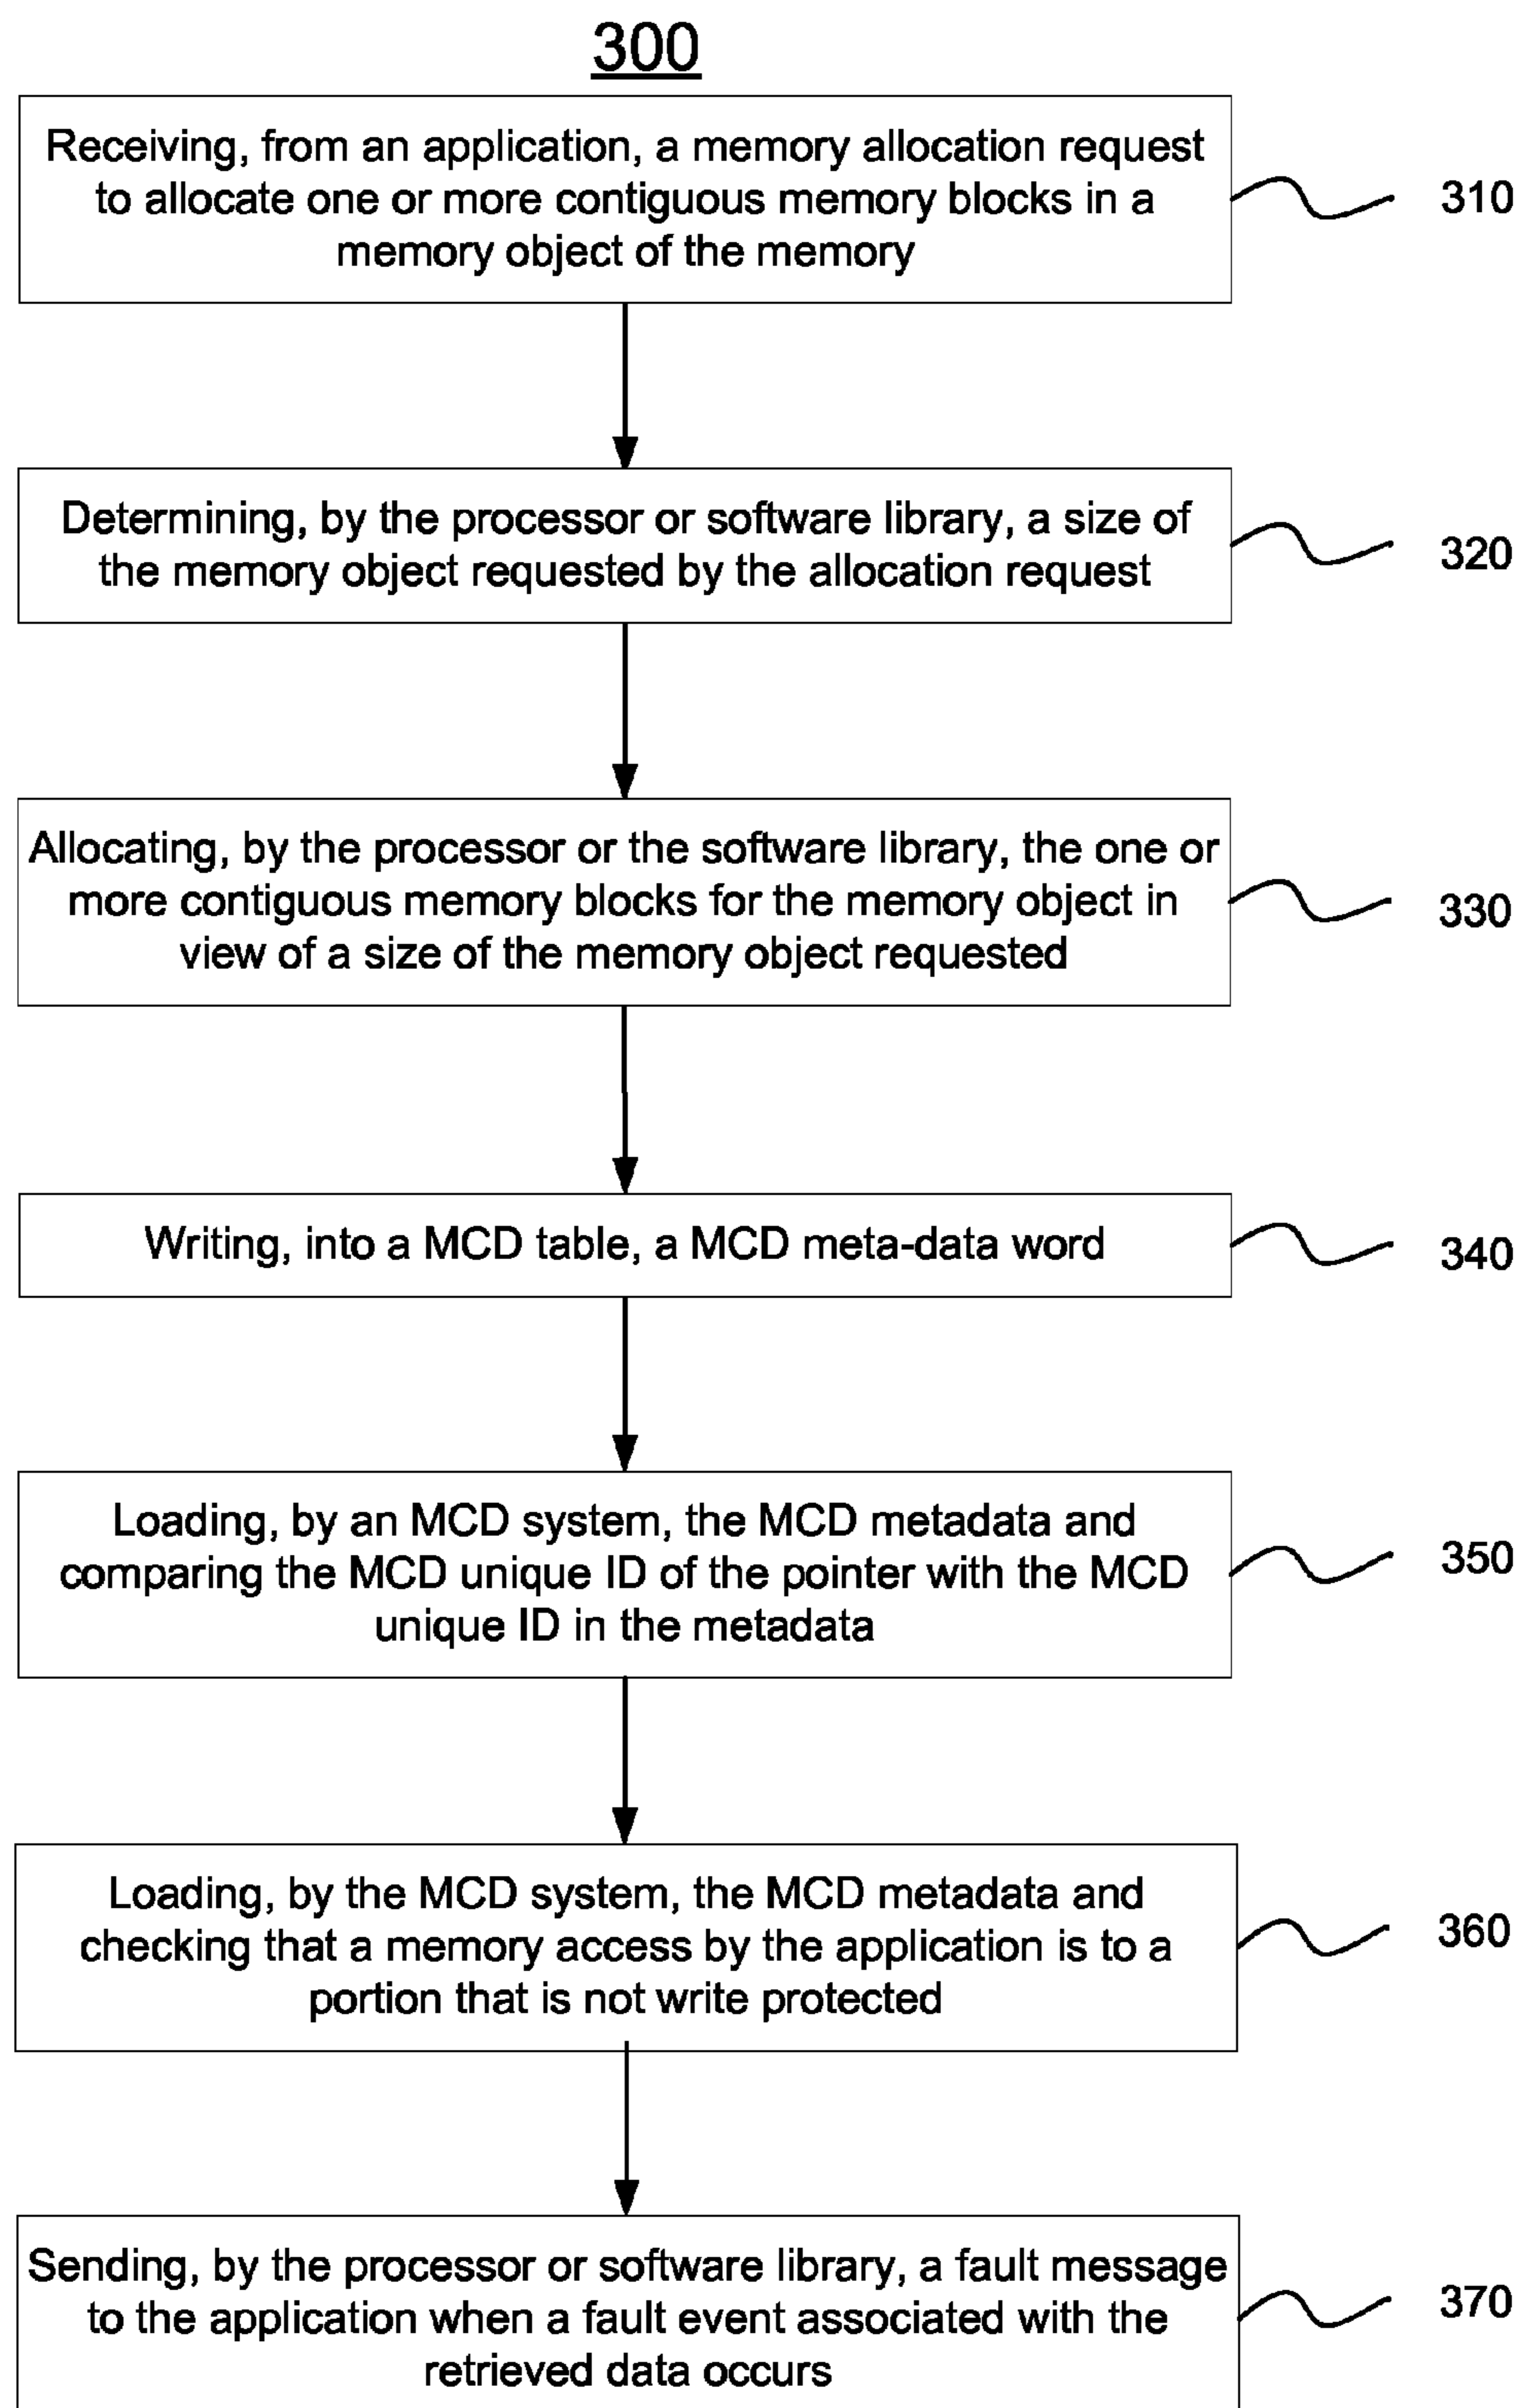 300
Receiving, from an application, a memory allocation request
to allocate one or more contiguous memory blocks in a
memory object of the memory
310
Determining, by the processor or software library, a size of
the memory object requested by the allocation request
320
Allocating, by the processor or the software library, the one or
more contiguous memory blocks for the memory object in
view of a size of the memory object requested
330
Writing, into a MCD table, a MCD meta-data word
340
Loading, by an MCD system, the MCD metadata and
comparing the MCD unique ID of the pointer with the MCD
unique ID in the metadata
350
Loading, by the MCD system, the MCD metadata and
checking that a memory access by the application is to a
portion that is not write protected
360
Sending, by the processor or software library, a fault message
to the application when a fault event associated with the
retrieved data occurs
370